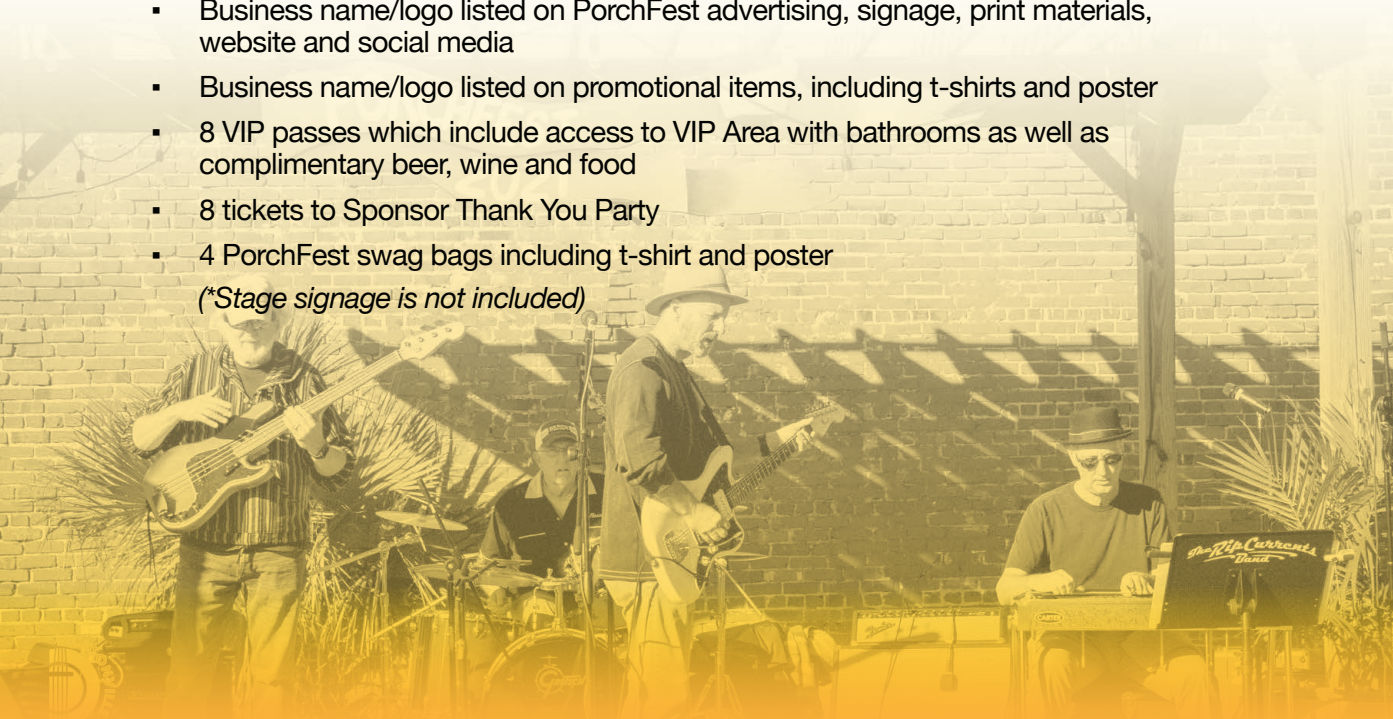 ▪ Business name/logo listed on PorchFest advertising, signage, print materials,
website and social media
▪ Business name/logo listed on promotional items, including t-shirts and poster
▪ 8 VIP passes which include access to VIP Area with bathrooms as well as
complimentary beer, wine and food
▪ 8 tickets to Sponsor Thank You Party
▪ 4 PorchFest swag bags including t-shirt and poster
(*Stage signage is not included)
The Rip Currents
Band
CARTER